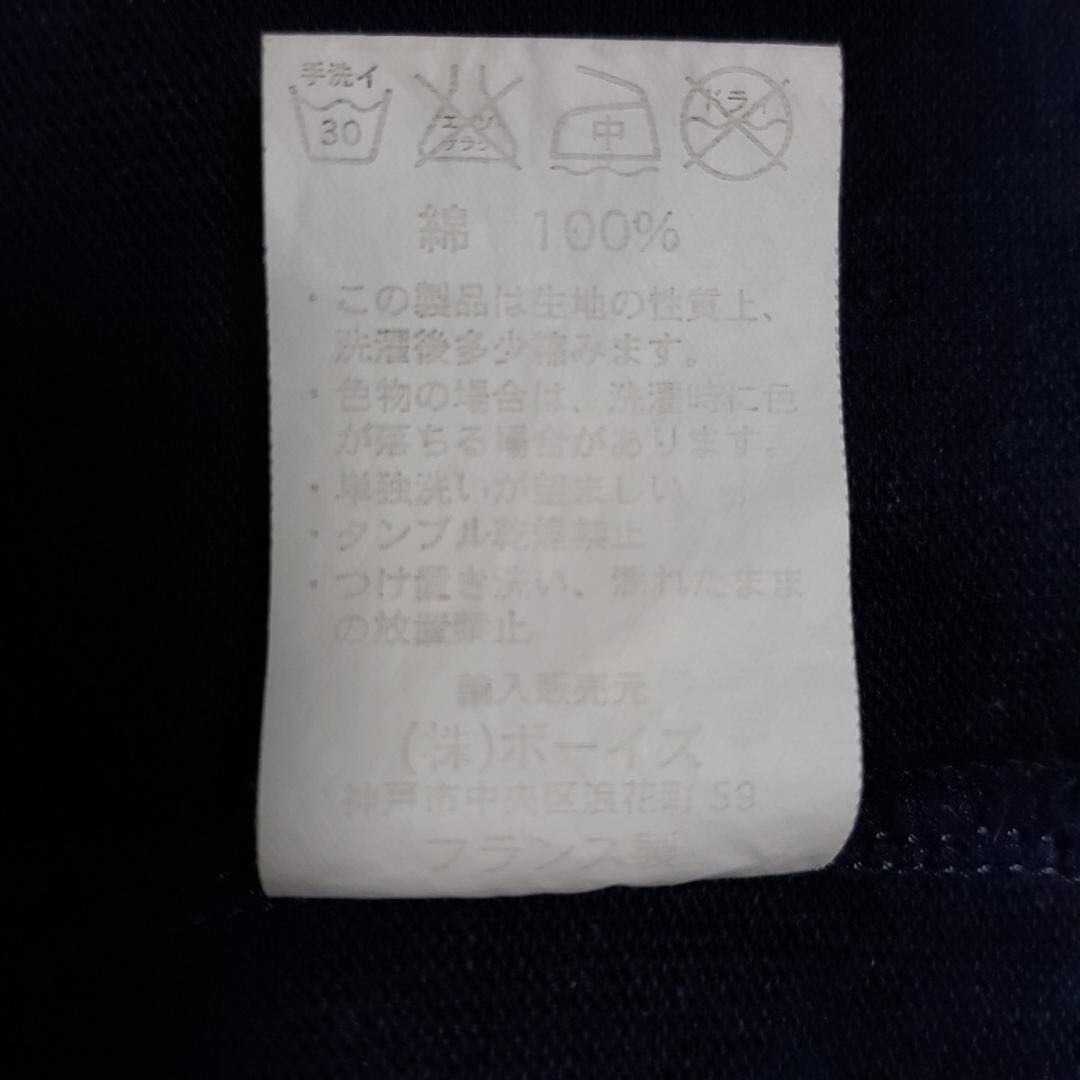 手洗イ
30
エンソ
サラシ
中
ドライ
綿 100%
・この製品は生地の性質上、
洗濯後多少縮みます。
・色物の場合は、洗濯時に色
が落ちる場合があります。
・単独洗いが望ましい
・タンブル乾燥禁止
・つけ置き洗い、濡れたまま
の放置禁止
輸入販売元
(株)ボーイズ
神戸市中央区浪花町 59
フランス製